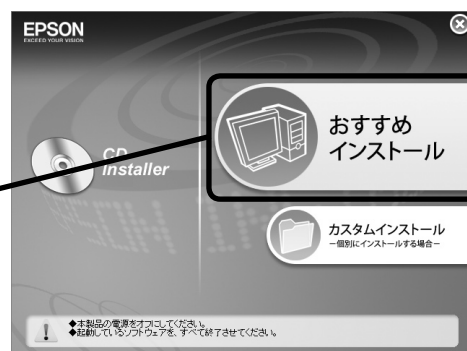 EPSON
EXCEED YOUR VISION
CD
Installer
おすすめ
インストール
カスタムインストール
－個別にインストールする場合－
◆本製品の電源をオフにしてください。
◆起動しているソフトウェアを、すべて終了させてください。